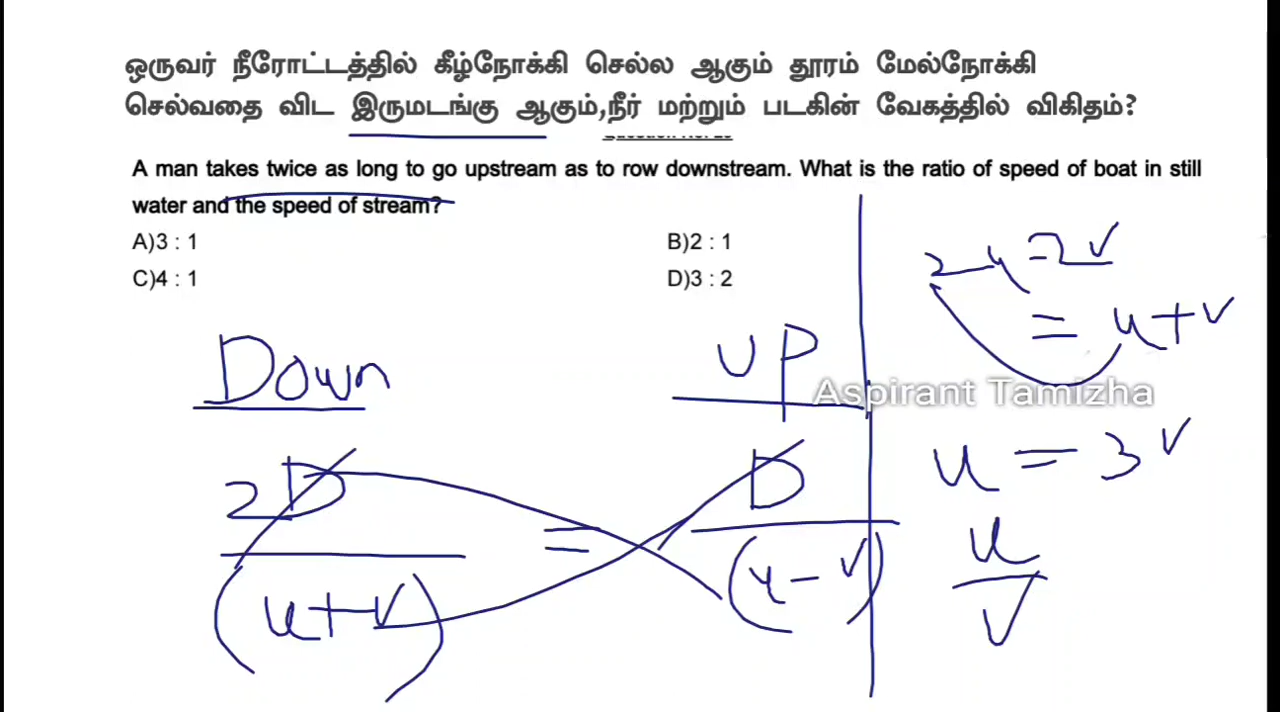 ஒருவர் நீரோட்டத்தில் கீழ்நோக்கி செல்ல ஆகும் தூரம் மேல்நோக்கி
செல்வதை விட இருமடங்கு ஆகும்,நீர் மற்றும் படகின் வேகத்தில் விகிதம்?
A man takes twice as long to go upstream as to row downstream. What is the ratio of speed of boat in still
water and the speed of stream?
A)3 : 1
B)2 : 1
C)4 : 1
D)3 : 2
Down
UP
2D
=
D
(u+v)
(u-v)
2u-2v
= u+v
Aspirant Tamizha
u = 3v
u
v